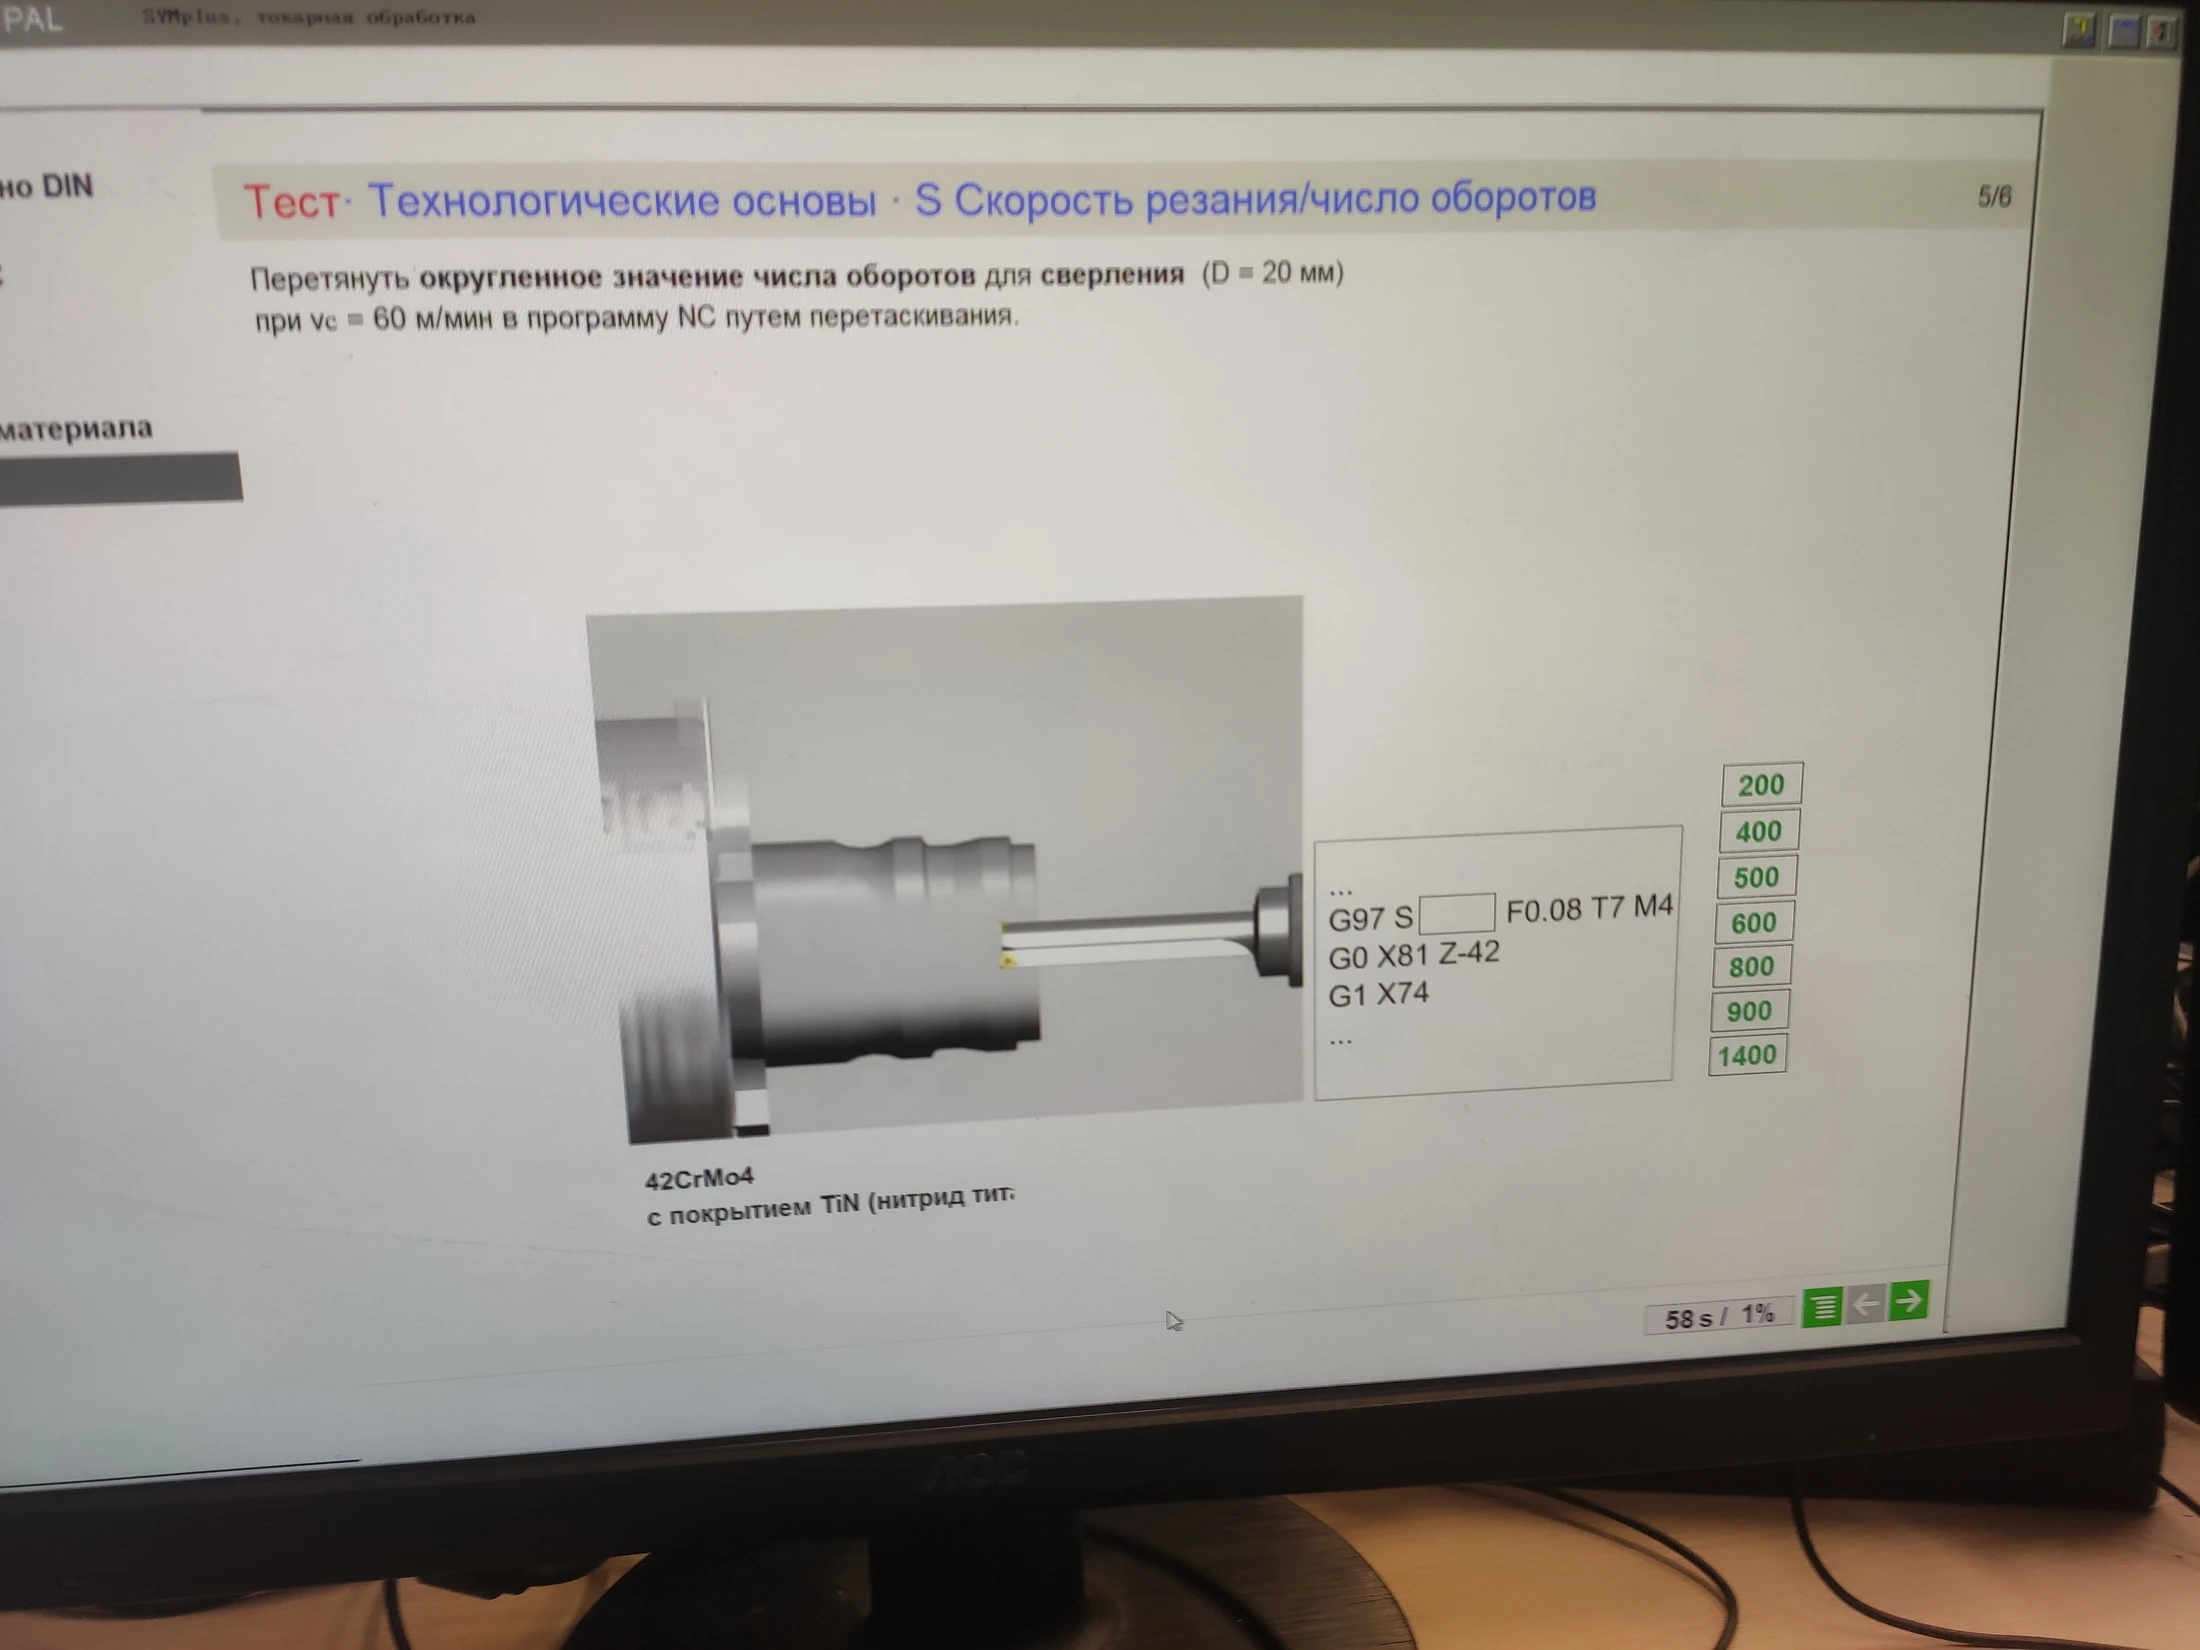 PAL
SYMplus, токарная обработка
но DIN
Тест· Технологические основы · S Скорость резания/число оборотов
5/6
Перетянуть округленное значение числа оборотов для сверления (D = 20 мм)
при vc = 60 м/мин в программу NC путем перетаскивания.
материала
200
400
500
600
800
900
1400
...
G97 S F0.08 T7 M4
G0 X81 Z-42
G1 X74
...
42CrMo4
с покрытием TiN (нитрид тита
58 s / 1%
AOC